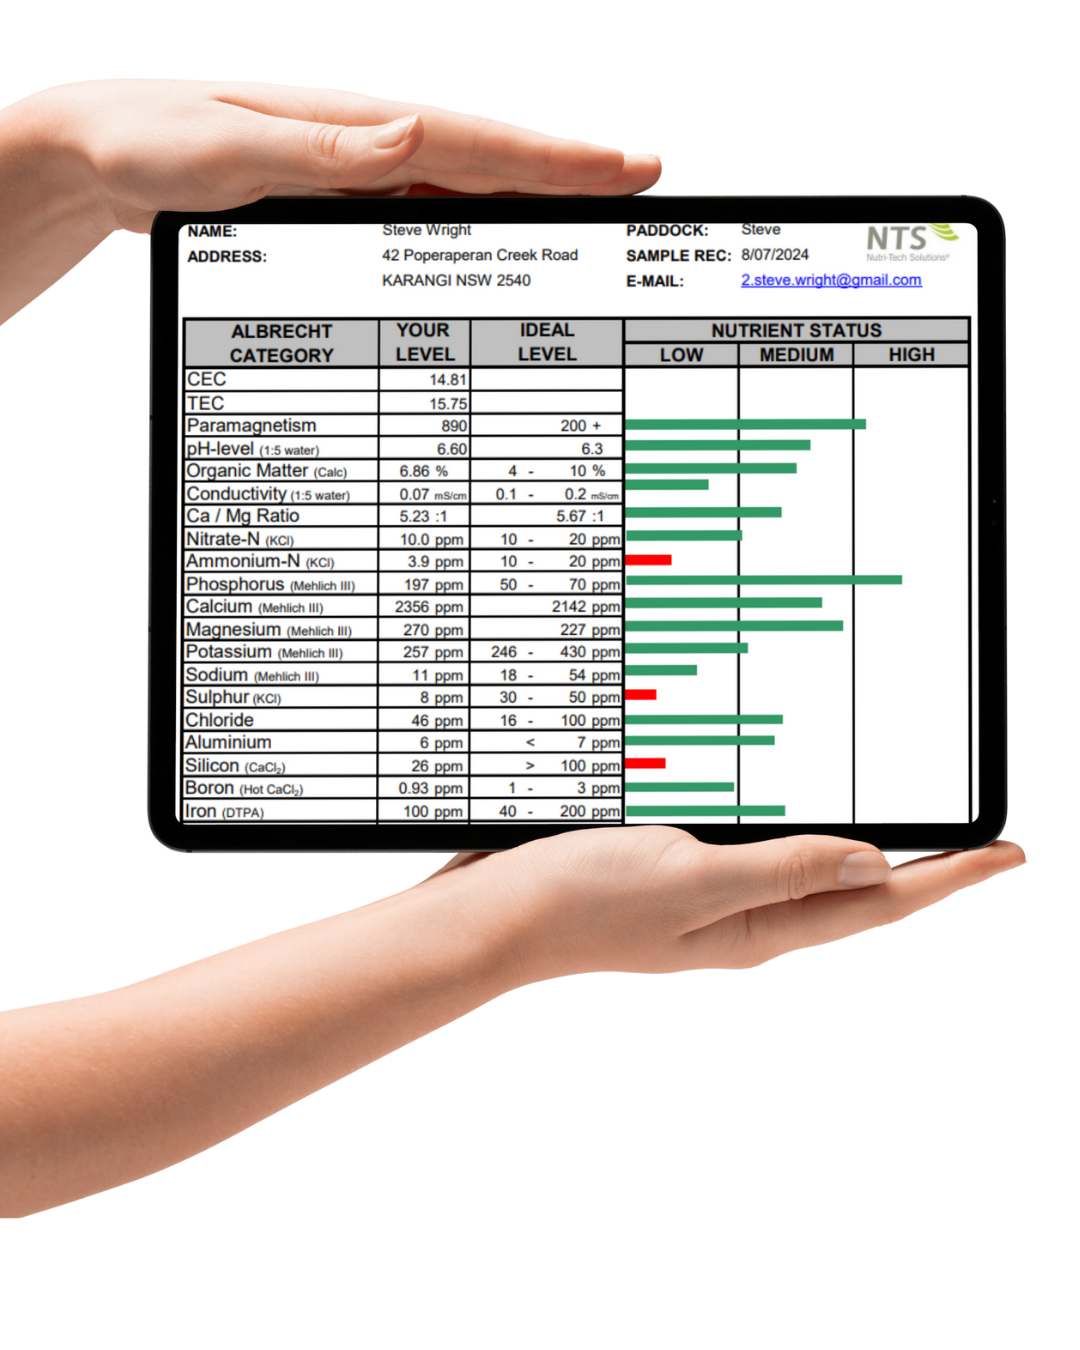 NAME: Steve Wright PADDOCK: Steve NTS
ADDRESS: 42 Poperaperan Creek Road SAMPLE REC: 8/07/2024 Nutri-Tech Solutions®
KARANGI NSW 2540 E-MAIL: 2.steve.wright@gmail.com
ALBRECHT YOUR IDEAL NUTRIENT STATUS
CATEGORY LEVEL LEVEL LOW MEDIUM HIGH
CEC 14.81
TEC 15.75
Paramagnetism 890 200 +
pH-level (1:5 water) 6.60 6.3
Organic Matter (Calc) 6.86 % 4 - 10 %
Conductivity (1:5 water) 0.07 mS/cm 0.1 - 0.2 mS/cm
Ca / Mg Ratio 5.23 :1 5.67 :1
Nitrate-N (KCl) 10.0 ppm 10 - 20 ppm
Ammonium-N (KCl) 3.9 ppm 10 - 20 ppm
Phosphorus (Mehlich III) 197 ppm 50 - 70 ppm
Calcium (Mehlich III) 2356 ppm 2142 ppm
Magnesium (Mehlich III) 270 ppm 227 ppm
Potassium (Mehlich III) 257 ppm 246 - 430 ppm
Sodium (Mehlich III) 11 ppm 18 - 54 ppm
Sulphur (KCl) 8 ppm 30 - 50 ppm
Chloride 46 ppm 16 - 100 ppm
Aluminium 6 ppm < 7 ppm
Silicon (CaCl₂) 26 ppm > 100 ppm
Boron (Hot CaCl₂) 0.93 ppm 1 - 3 ppm
Iron (DTPA) 100 ppm 40 - 200 ppm